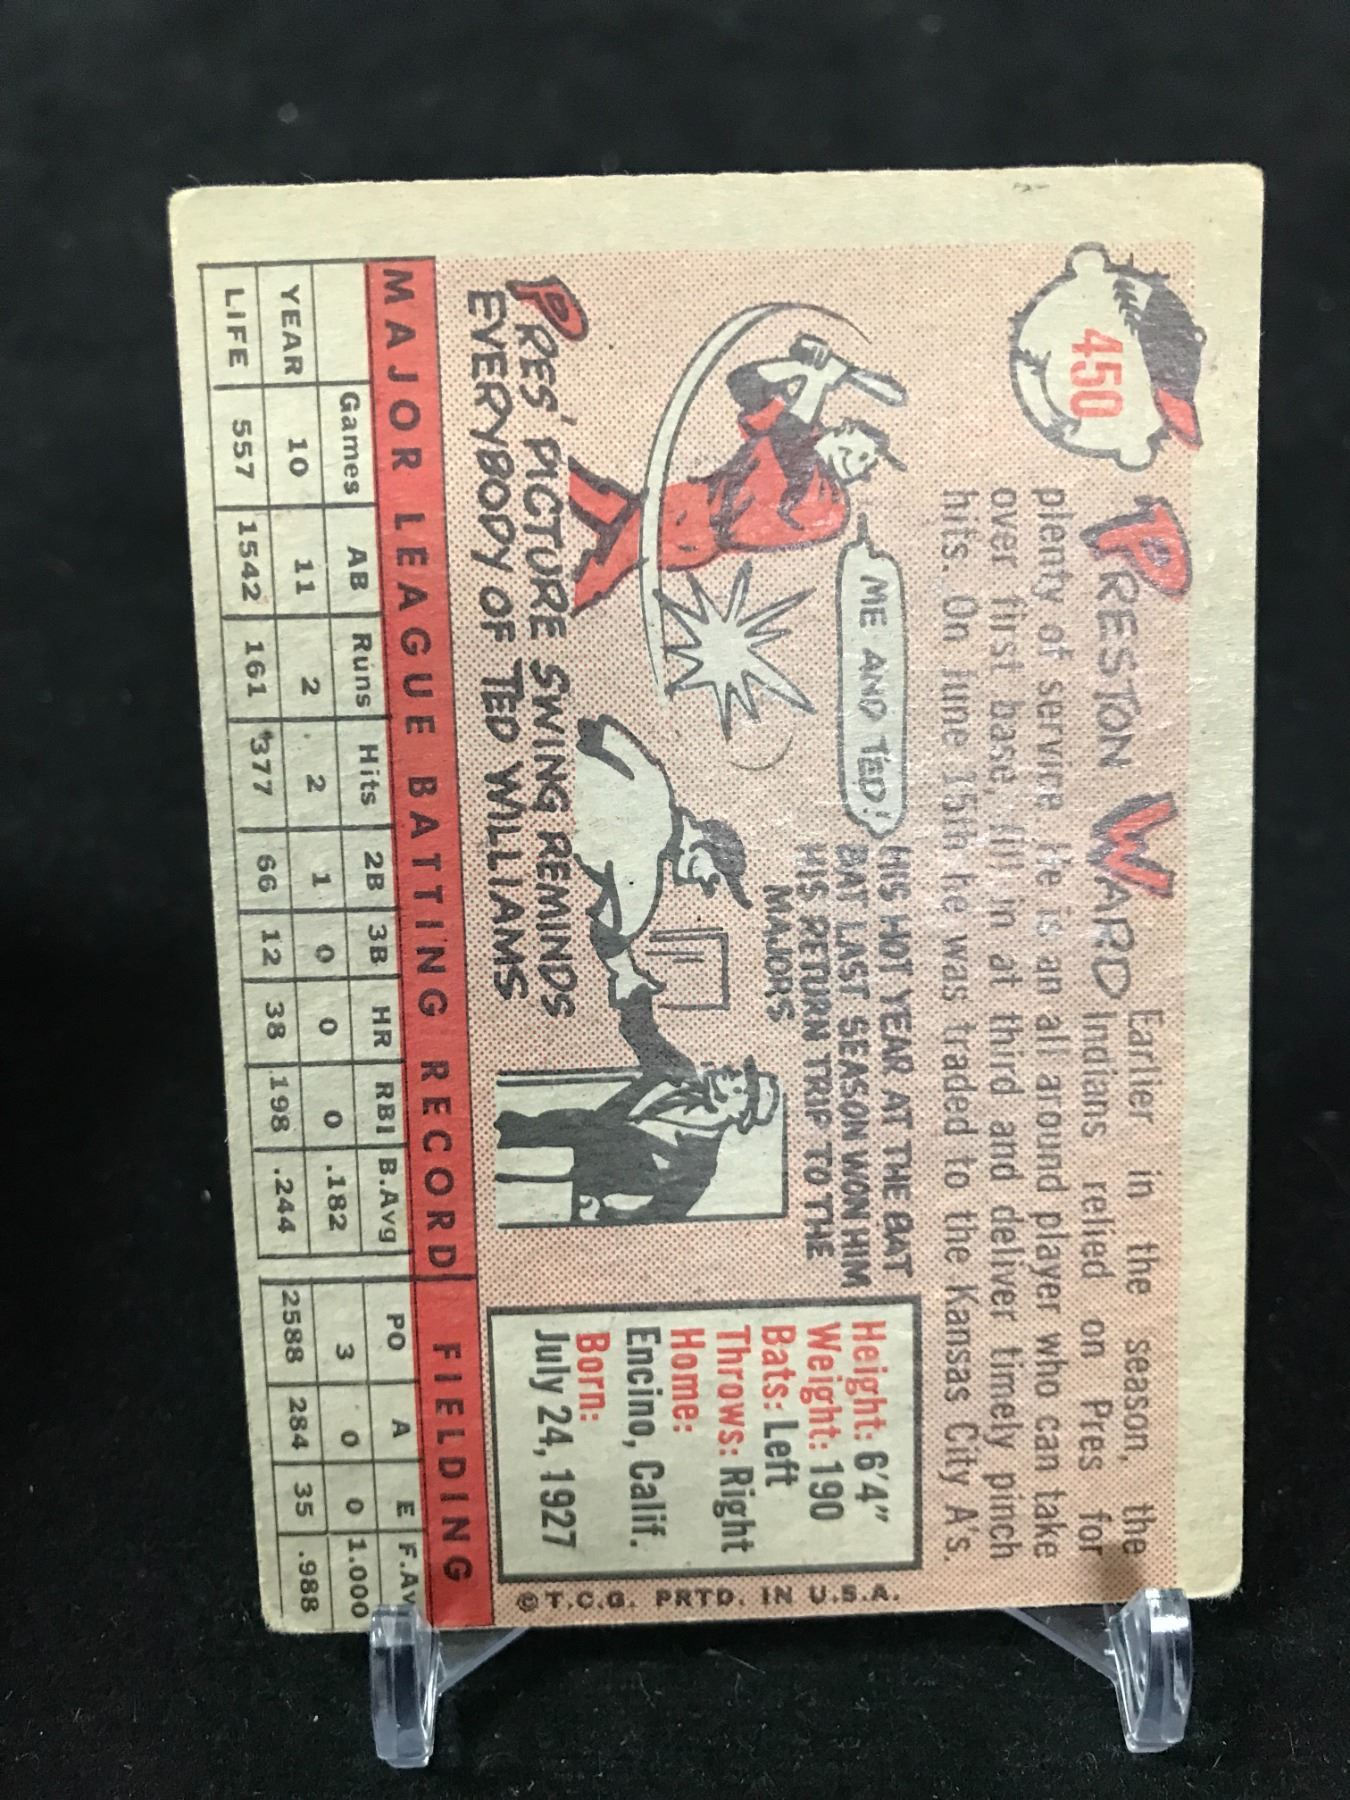 450
PRESTON WARD
Earlier in the season, the
Indians relied on Pres for
plenty of service. He is an all around player who can take
over first base, fill in at third and deliver timely pinch
hits. On June 15th he was traded to the Kansas City A's.
ME AND TED!
HIS HOT YEAR AT THE BAT
BAT LAST SEASON WON HIM
HIS RETURN TRIP TO THE
MAJORS
PRES' PICTURE SWING REMINDS
EVERYBODY OF TED WILLIAMS
Height: 6'4"
Weight: 190
Bats: Left
Throws: Right
Home:
Encino, Calif.
Born:
July 24, 1927
© T.C.G. PRTD. IN U.S.A.
MAJOR LEAGUE BATTING RECORD FIELDING
Games AB Runs Hits 2B 3B HR RBI B.Avg PO A E F.Av
YEAR 10 11 2 2 1 0 0 0 .182 3 0 0 1.000
LIFE 557 1542 161 377 66 12 38 198 .244 2588 284 35 .988